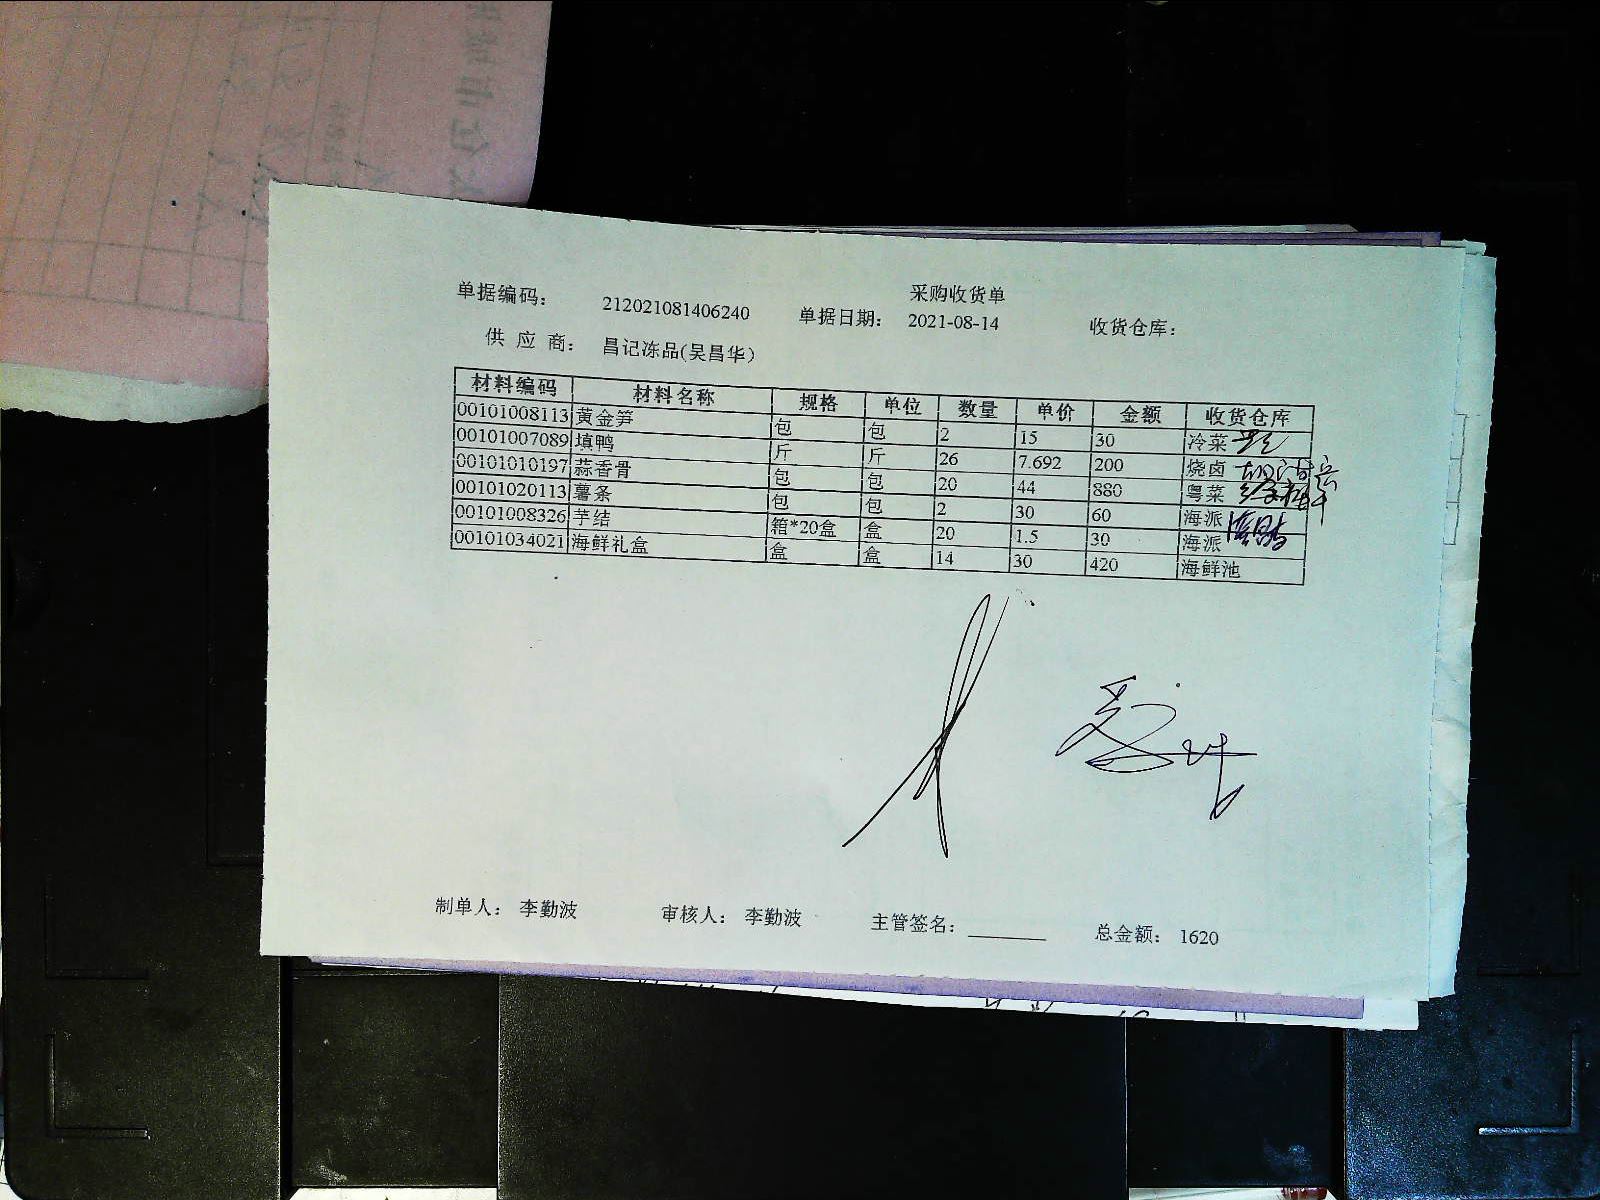 采购收货单
单据编码： 212021081406240 单据日期： 2021-08-14 收货仓库：
供 应 商： 昌记冻品(吴昌华）
材料编码 材料名称 规格 单位 数量 单价 金额 收货仓库
00101008113 黄金笋 包 包 2 15 30 冷菜
00101007089 填鸭 斤 斤 26 7.692 200 烧卤
00101010197 蒜香骨 包 包 20 44 880 粤菜
00101020113 薯条 包 包 2 30 60 海派
00101008326 芋结 箱*20盒 盒 20 1.5 30 海派
00101034021 海鲜礼盒 盒 盒 14 30 420 海鲜池
制单人： 李勤波 审核人： 李勤波 主管签名： 总金额： 1620